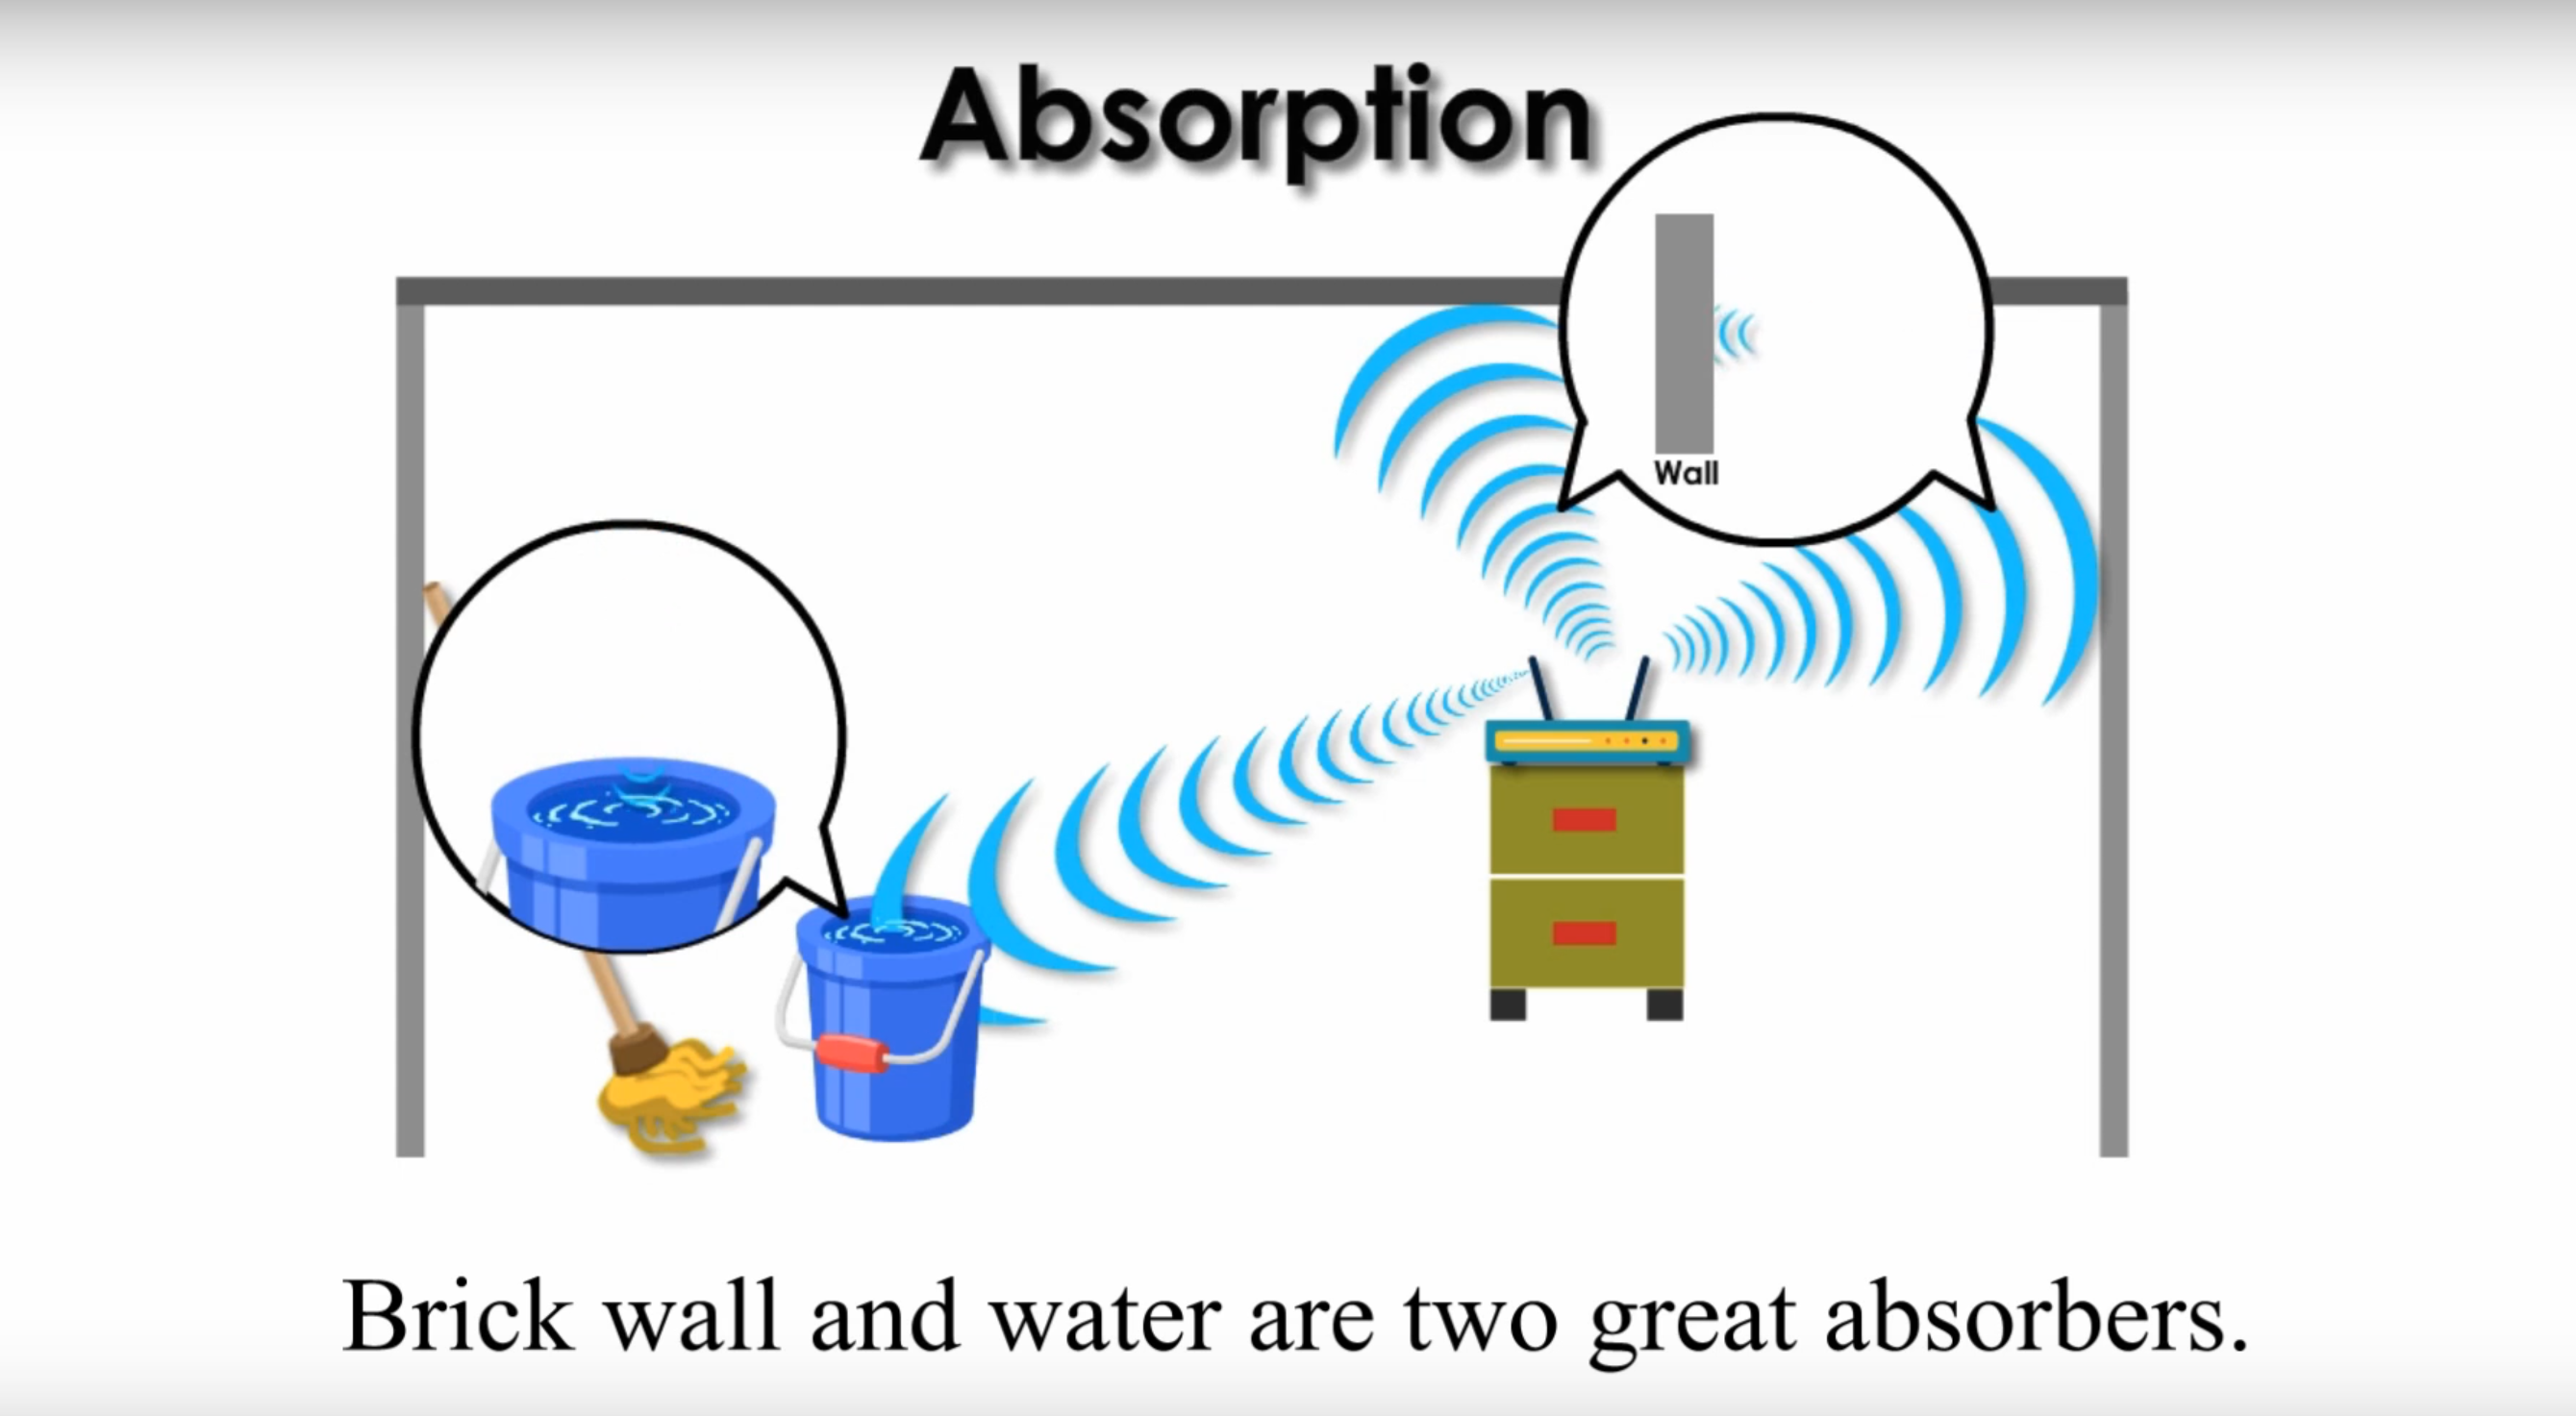 Absorption
Wall
Brick wall and water are two great absorbers.